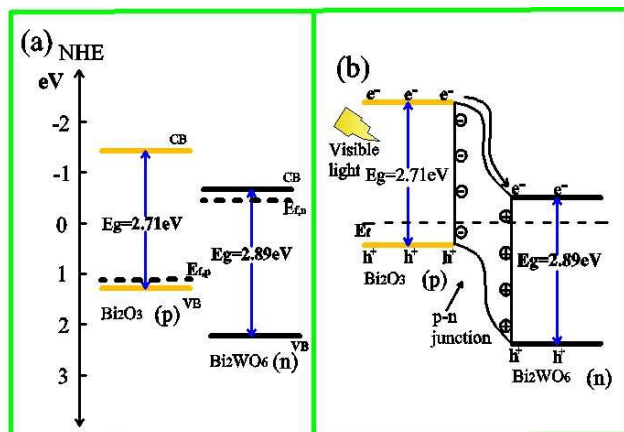 (a) NHE
eV
-2
-1
0
1
2
3
CB
Eg=2.71eV
Ef,p
VB
Bi2O3 (p)
CB
Ef,n
Eg=2.89eV
VB
Bi2WO6 (n)
(b)
e- e- e-
Visible
light
Eg=2.71eV
Ef
h+ h+ h+
Bi2O3 (p)
p-n
junction
e- e-
Eg=2.89eV
h+ h+
Bi2WO6 (n)